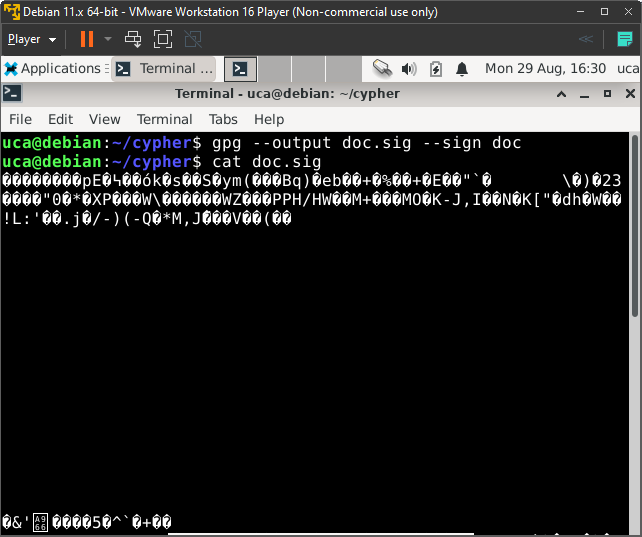 Debian 11.x 64-bit - VMware Workstation 16 Player (Non-commercial use only)
Player
Applications Terminal ... Mon 29 Aug, 16:30 uca
Terminal - uca@debian: ~/cypher
File Edit View Terminal Tabs Help
uca@debian:~/cypher$ gpg --output doc.sig --sign doc
uca@debian:~/cypher$ cat doc.sig
����������pE�Կ��ók�s��S�ym(���Bq)�eb��+�%��+�E��"`� \�)�23
����"0�*�XP���W\������WZ���PPH/HW��M+���MO�K-J,I��N�K["�dh�W��
!L:'��.j�/-)(-Q�*M,J���V��(��
�&'����5�^`�+��